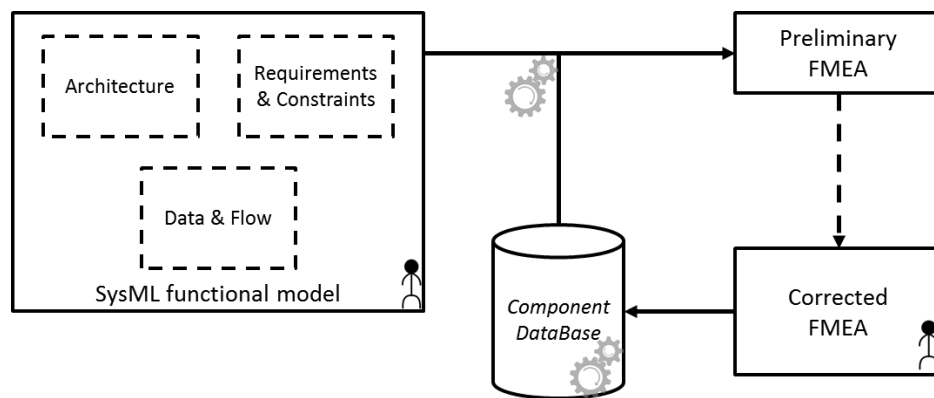 Architecture
Requirements
& Constraints
Data & Flow
SysML functional model
Preliminary
FMEA
Component
DataBase
Corrected
FMEA